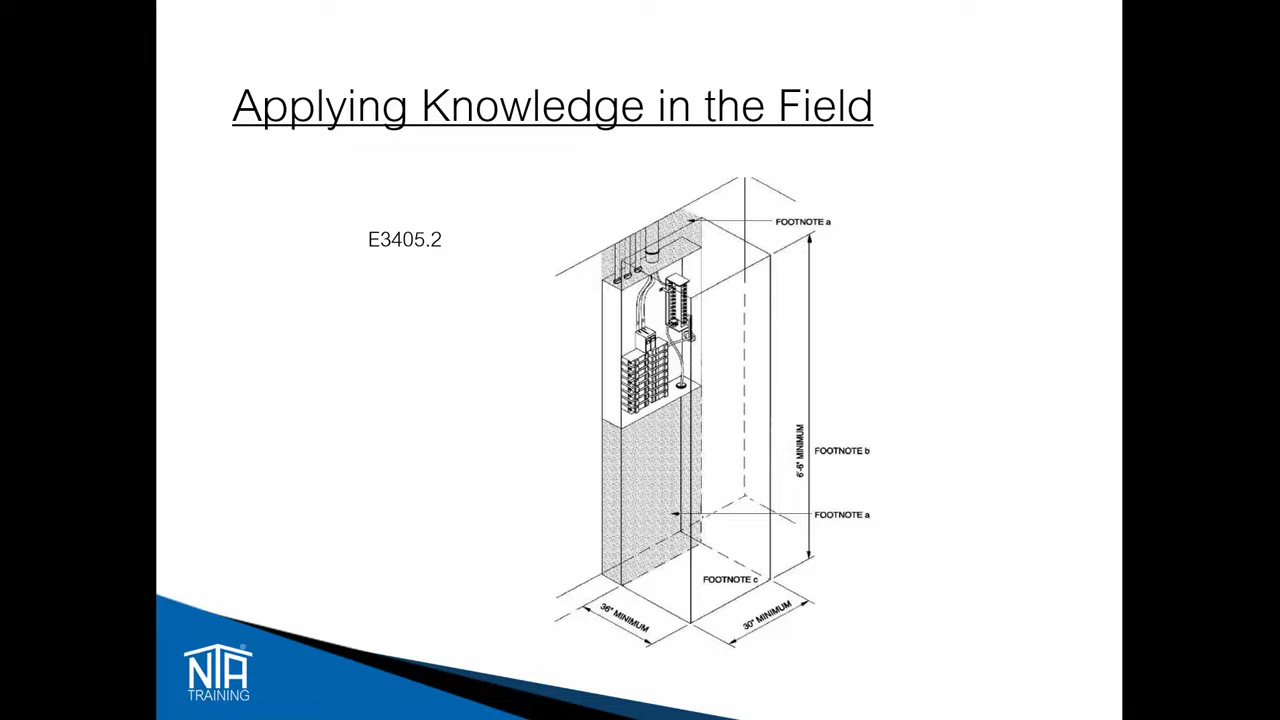 Applying Knowledge in the Field
E3405.2
FOOTNOTE a
6'-6" MINIMUM
FOOTNOTE b
FOOTNOTE a
FOOTNOTE c
36" MINIMUM
30" MINIMUM
NTA®
TRAINING